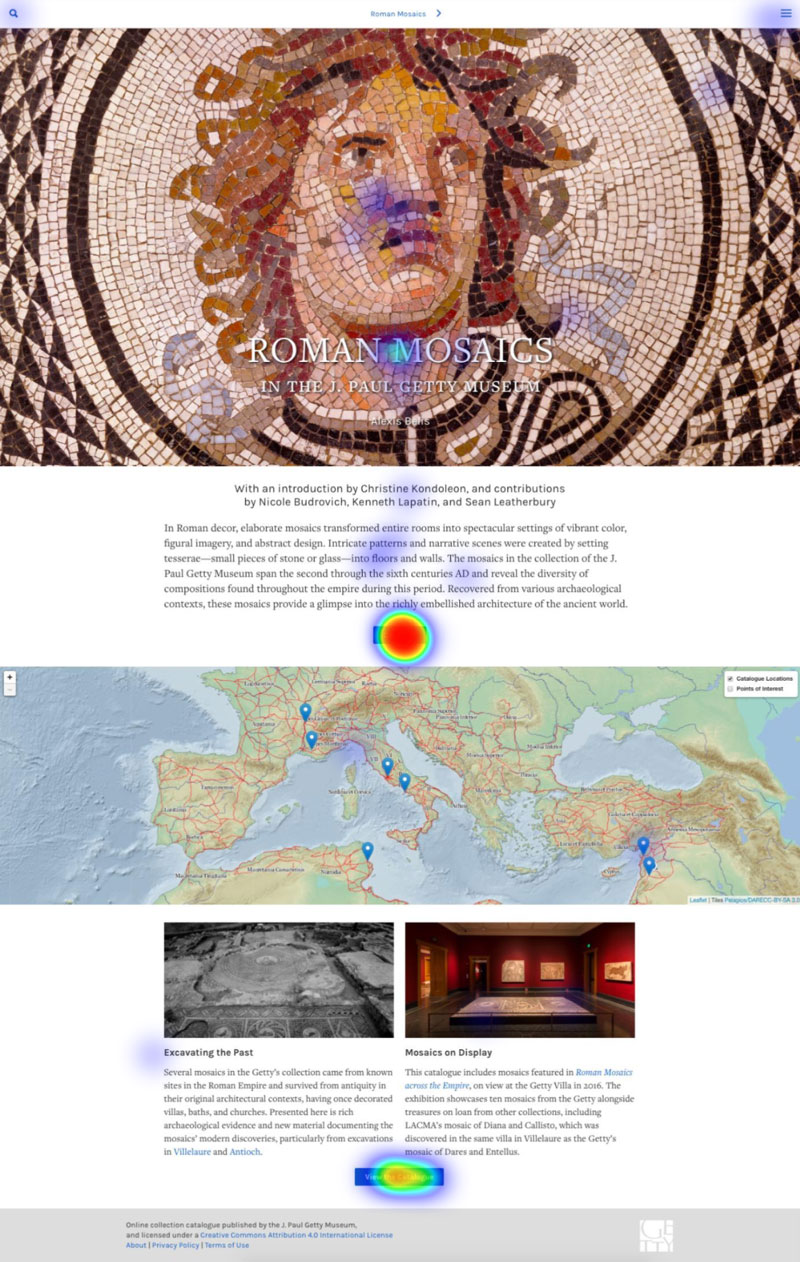 Roman Mosaics
ROMAN MOSAICS
IN THE J. PAUL GETTY MUSEUM
Alexis Belis
With an introduction by Christine Kondoleon, and contributions
by Nicole Budrovich, Kenneth Lapatin, and Sean Leatherbury
In Roman decor, elaborate mosaics transformed entire rooms into spectacular settings of vibrant color,
figural imagery, and abstract design. Intricate patterns and narrative scenes were created by setting
tesserae—small pieces of stone or glass—into floors and walls. The mosaics in the collection of the J.
Paul Getty Museum span the second through the sixth centuries AD and reveal the diversity of
compositions found throughout the empire during this period. Recovered from various archaeological
contexts, these mosaics provide a glimpse into the richly embellished architecture of the ancient world.
+
-
Catalogue Locations
Points of Interest
Leaflet | Tiles Pelagios/DARECC-BY-SA 3.0
Excavating the Past
Several mosaics in the Getty's collection came from known
sites in the Roman Empire and survived from antiquity in
their original architectural contexts, having once decorated
villas, baths, and churches. Presented here is rich
archaeological evidence and new material documenting the
mosaics' modern discoveries, particularly from excavations
in Villelaure and Antioch.
Mosaics on Display
This catalogue includes mosaics featured in Roman Mosaics
across the Empire, on view at the Getty Villa in 2016. The
exhibition showcases ten mosaics from the Getty alongside
treasures on loan from other collections, including
LACMA's mosaic of Diana and Callisto, which was
discovered in the same villa in Villelaure as the Getty's
mosaic of Dares and Entellus.
View the Catalogue
Online collection catalogue published by the J. Paul Getty Museum,
and licensed under a Creative Commons Attribution 4.0 International License
About | Privacy Policy | Terms of Use
GE
TTY